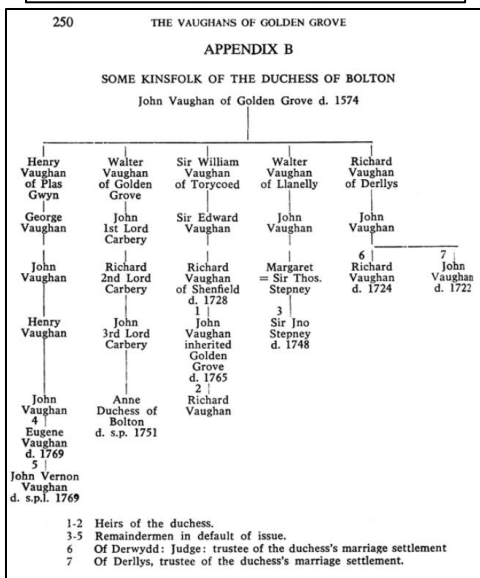 250 THE VAUGHANS OF GOLDEN GROVE
APPENDIX B
SOME KINSFOLK OF THE DUCHESS OF BOLTON
John Vaughan of Golden Grove d. 1574
Henry Walter Sir William Walter Richard
Vaughan Vaughan Vaughan Vaughan Vaughan
of Plas of Golden of Torycoed of Llanelly of Derllys
Gwyn Grove
George John Sir Edward John John
Vaughan 1st Lord Vaughan Vaughan Vaughan
Carbery
6 7
John Richard Richard Margaret Richard John
Vaughan 2nd Lord Vaughan = Sir Thos. Vaughan Vaughan
Carbery of Shenfield Stepney d. 1724 d. 1722
d. 1728
1 3
Henry John John Sir Jno
Vaughan 3rd Lord Vaughan Stepney
Carbery inherited d. 1748
Golden
Grove
d. 1765
2
John Anne Richard
Vaughan Duchess of Vaughan
4 Bolton
Eugene d. s.p. 1751
Vaughan
d. 1769
5
John Vernon
Vaughan
d. s.p.l. 1769
1-2 Heirs of the duchess.
3-5 Remaindermen in default of issue.
6 Of Derwydd: Judge: trustee of the duchess's marriage settlement
7 Of Derllys, trustee of the duchess's marriage settlement.